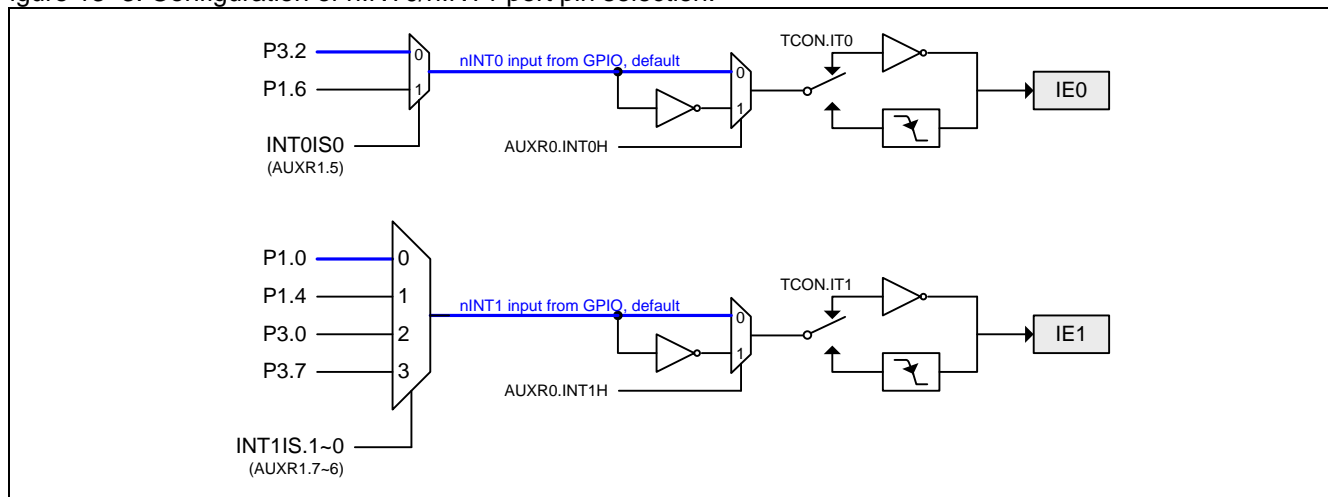 P3.2
P1.6
0
1
INT0IS0
(AUXR1.5)
nINT0 input from GPIO, default
0
1
AUXR0.INT0H
TCON.IT0
IE0
P1.0
P1.4
P3.0
P3.7
0
1
2
3
INT1IS.1~0
(AUXR1.7~6)
nINT1 input from GPIO, default
0
1
AUXR0.INT1H
TCON.IT1
IE1